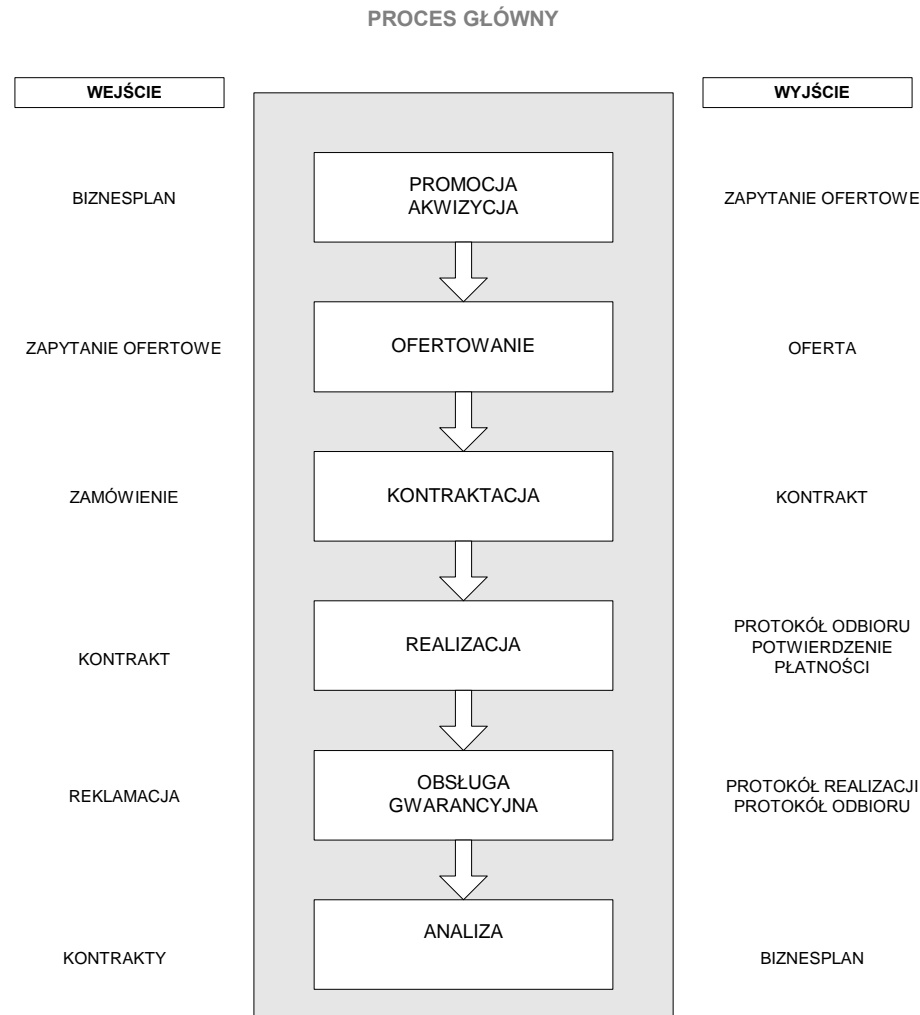 PROCES GŁÓWNY
WEJŚCIE
WYJŚCIE
BIZNESPLAN
PROMOCJA
AKWIZYCJA
ZAPYTANIE OFERTOWE
ZAPYTANIE OFERTOWE
OFERTOWANIE
OFERTA
ZAMÓWIENIE
KONTRAKTACJA
KONTRAKT
KONTRAKT
REALIZACJA
PROTOKÓŁ ODBIORU
POTWIERDZENIE
PŁATNOŚCI
REKLAMACJA
OBSŁUGA
GWARANCYJNA
PROTOKÓŁ REALIZACJI
PROTOKÓŁ ODBIORU
KONTRAKTY
ANALIZA
BIZNESPLAN